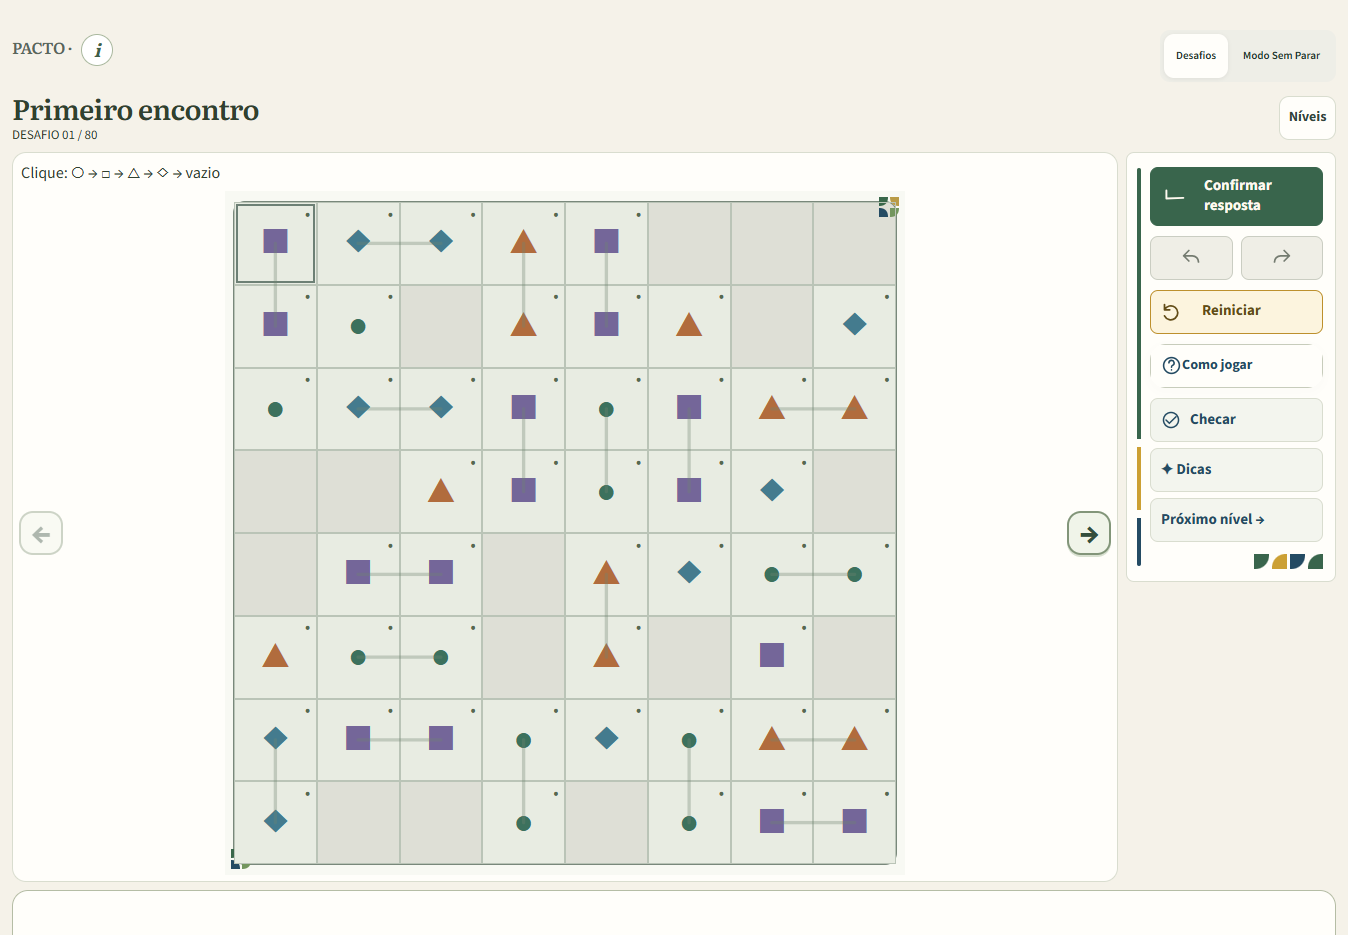 PACTO· i
Desafios
Modo Sem Parar
Primeiro encontro
DESAFIO 01 / 80
Níveis
Clique: ○ → □ → △ → ◇ → vazio
Confirmar
resposta
Reiniciar
Como jogar
Checar
✦ Dicas
Próximo nível →